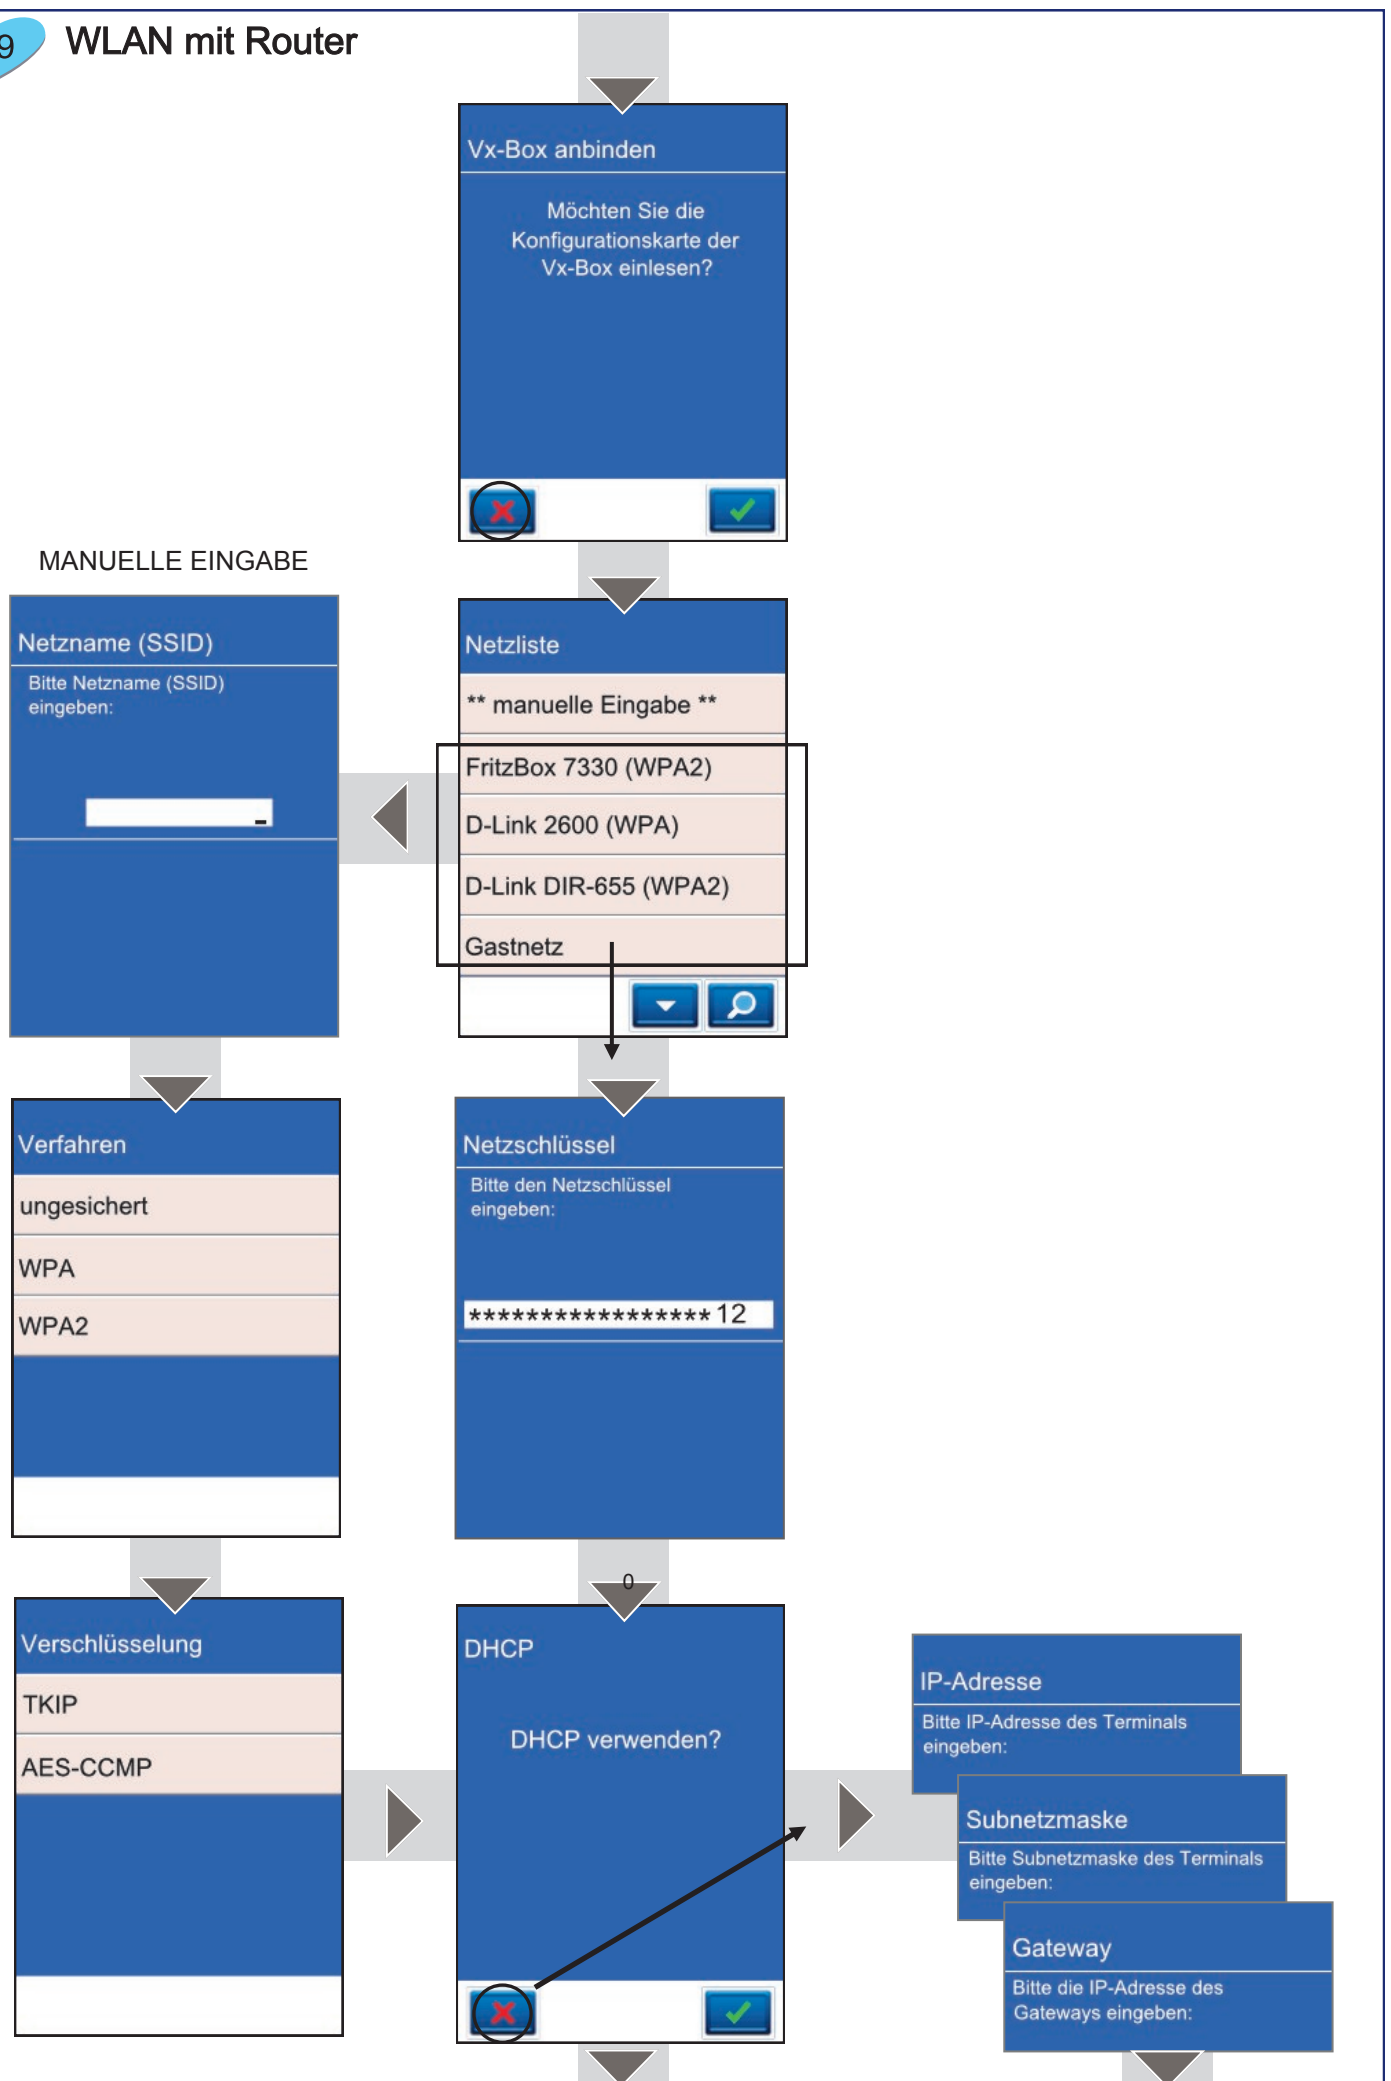 9
WLAN mit Router
Vx-Box anbinden
Möchten Sie die
Konfigurationskarte der
Vx-Box einlesen?
MANUELLE EINGABE
Netzname (SSID)
Bitte Netzname (SSID)
eingeben:
Netzliste
** manuelle Eingabe **
FritzBox 7330 (WPA2)
D-Link 2600 (WPA)
D-Link DIR-655 (WPA2)
Gastnetz
Verfahren
ungesichert
WPA
WPA2
Netzschlüssel
Bitte den Netzschlüssel
eingeben:
*****************12
0
Verschlüsselung
TKIP
AES-CCMP
DHCP
DHCP verwenden?
IP-Adresse
Bitte IP-Adresse des Terminals
eingeben:
Subnetzmaske
Bitte Subnetzmaske des Terminals
eingeben:
Gateway
Bitte die IP-Adresse des
Gateways eingeben: